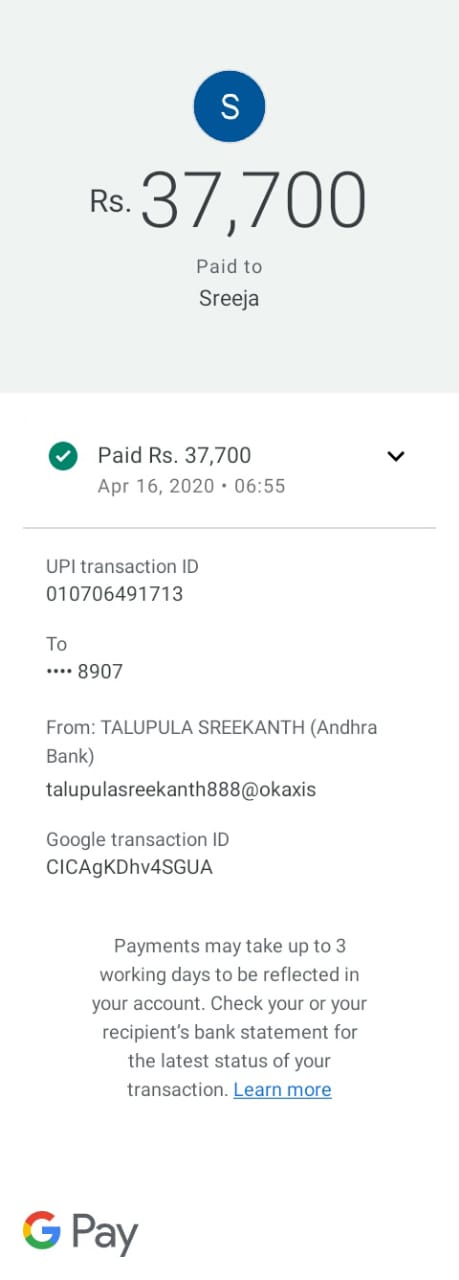 S
Rs. 37,700
Paid to
Sreeja
Paid Rs. 37,700
Apr 16, 2020 • 06:55
UPI transaction ID
010706491713
To
•••• 8907
From: TALUPULA SREEKANTH (Andhra
Bank)
talupulasreekanth888@okaxis
Google transaction ID
CICAgKDhv4SGUA
Payments may take up to 3
working days to be reflected in
your account. Check your or your
recipient's bank statement for
the latest status of your
transaction. Learn more
G Pay